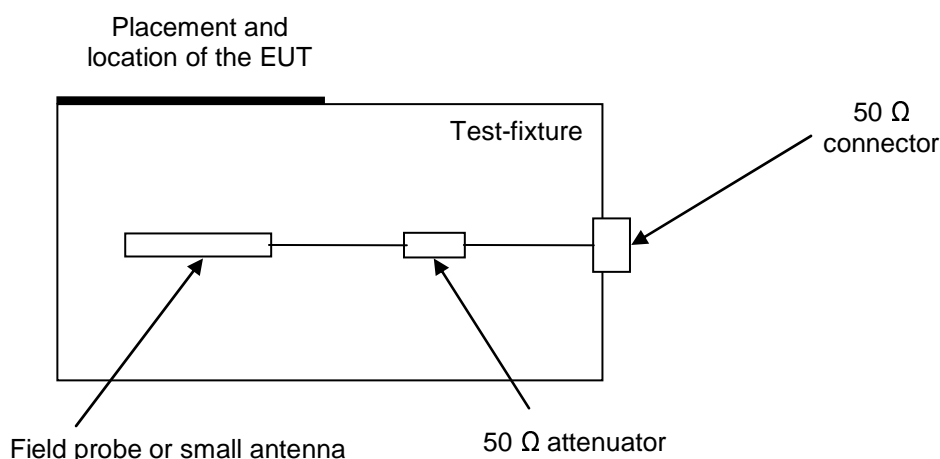 Placement and
location of the EUT
Test-fixture
50 Ω
connector
Field probe or small antenna
50 Ω attenuator